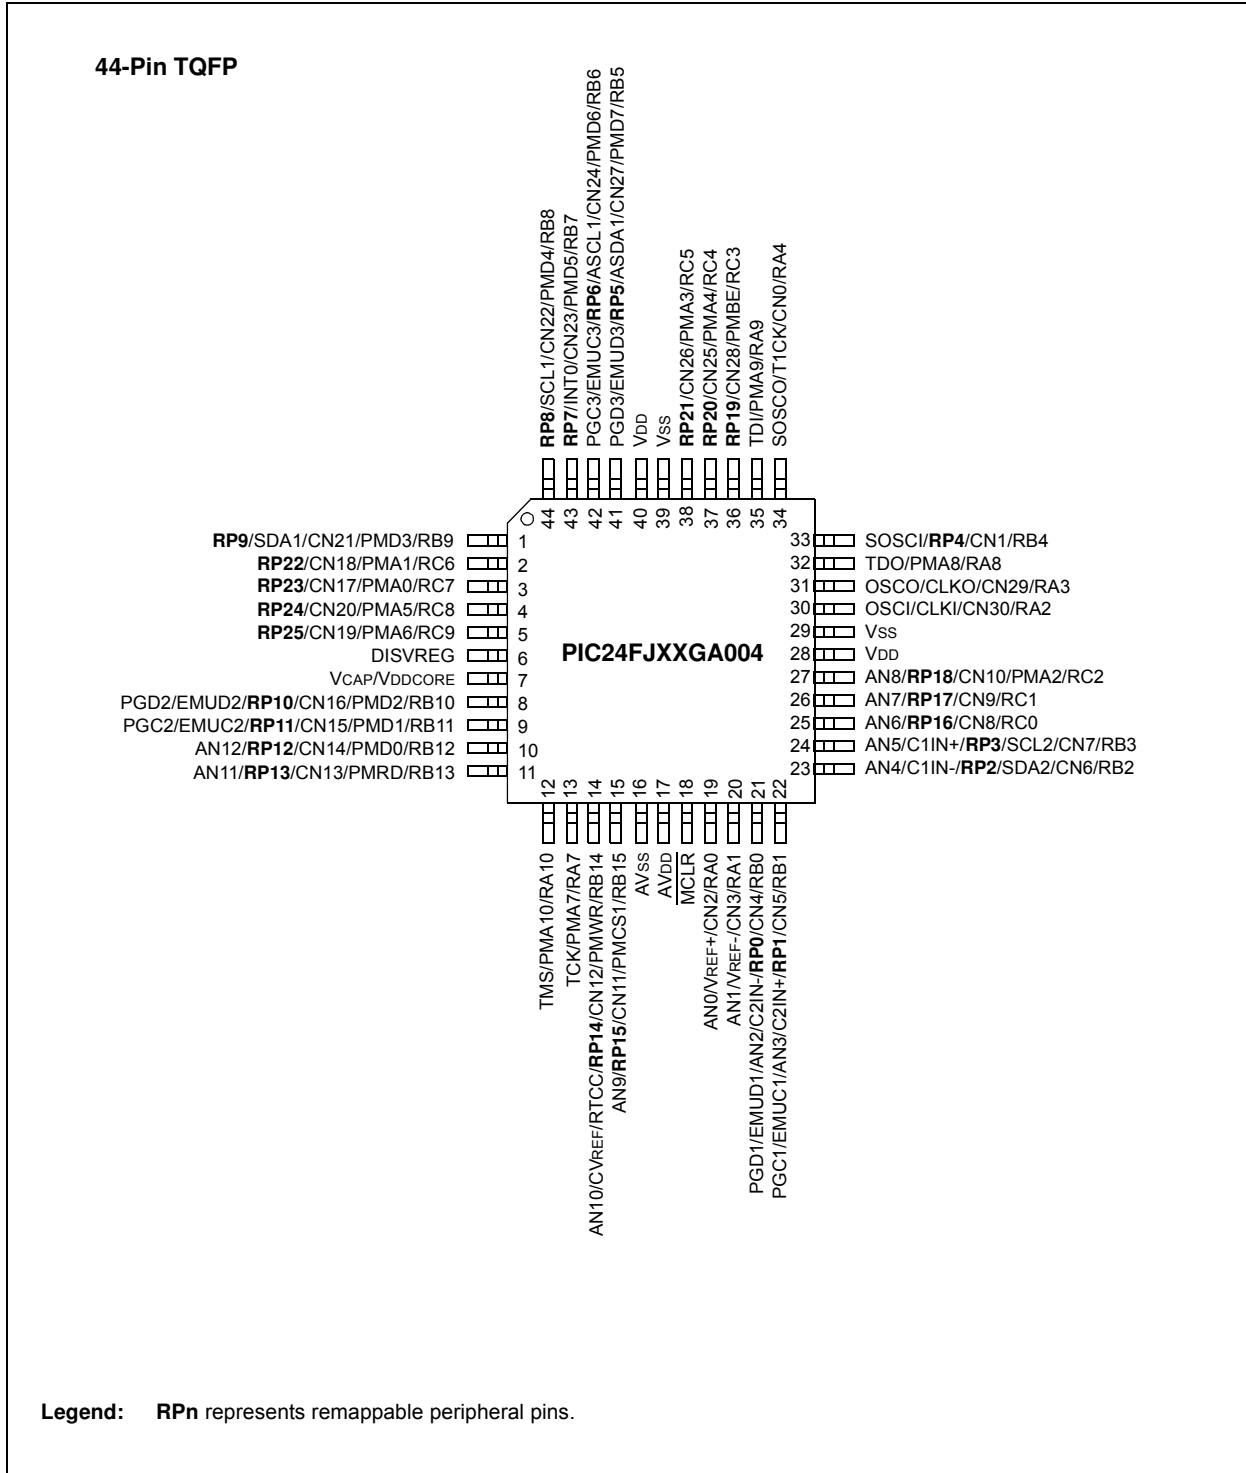 44-Pin TQFP
RP8/SCL1/CN22/PMD4/RB8
RP7/INT0/CN23/PMD5/RB7
PGC3/EMUC3/RP6/ASCL1/CN24/PMD6/RB6
PGD3/EMUD3/RP5/ASDA1/CN27/PMD7/RB5
VDD
VSS
RP21/CN26/PMA3/RC5
RP20/CN25/PMA4/RC4
RP19/CN28/PMBE/RC3
TDI/PMA9/RA9
SOSCO/T1CK/CN0/RA4
44 43 42 41 40 39 38 37 36 35 34
RP9/SDA1/CN21/PMD3/RB9 1
RP22/CN18/PMA1/RC6 2
RP23/CN17/PMA0/RC7 3
RP24/CN20/PMA5/RC8 4
RP25/CN19/PMA6/RC9 5
DISVREG 6
VCAP/VDDCORE 7
PGD2/EMUD2/RP10/CN16/PMD2/RB10 8
PGC2/EMUC2/RP11/CN15/PMD1/RB11 9
AN12/RP12/CN14/PMD0/RB12 10
AN11/RP13/CN13/PMRD/RB13 11
PIC24FJXXGA004
33 SOSCI/RP4/CN1/RB4
32 TDO/PMA8/RA8
31 OSCO/CLKO/CN29/RA3
30 OSCI/CLKI/CN30/RA2
29 VSS
28 VDD
27 AN8/RP18/CN10/PMA2/RC2
26 AN7/RP17/CN9/RC1
25 AN6/RP16/CN8/RC0
24 AN5/C1IN+/RP3/SCL2/CN7/RB3
23 AN4/C1IN-/RP2/SDA2/CN6/RB2
12 13 14 15 16 17 18 19 20 21 22
TMS/PMA10/RA10
TCK/PMA7/RA7
AN10/CVREF/RTCC/RP14/CN12/PMWR/RB14
AN9/RP15/CN11/PMCS1/RB15
AVSS
AVDD
MCLR
AN0/VREF+/CN2/RA0
AN1/VREF-/CN3/RA1
PGD1/EMUD1/AN2/C2IN-/RP0/CN4/RB0
PGC1/EMUC1/AN3/C2IN+/RP1/CN5/RB1
Legend: RPn represents remappable peripheral pins.